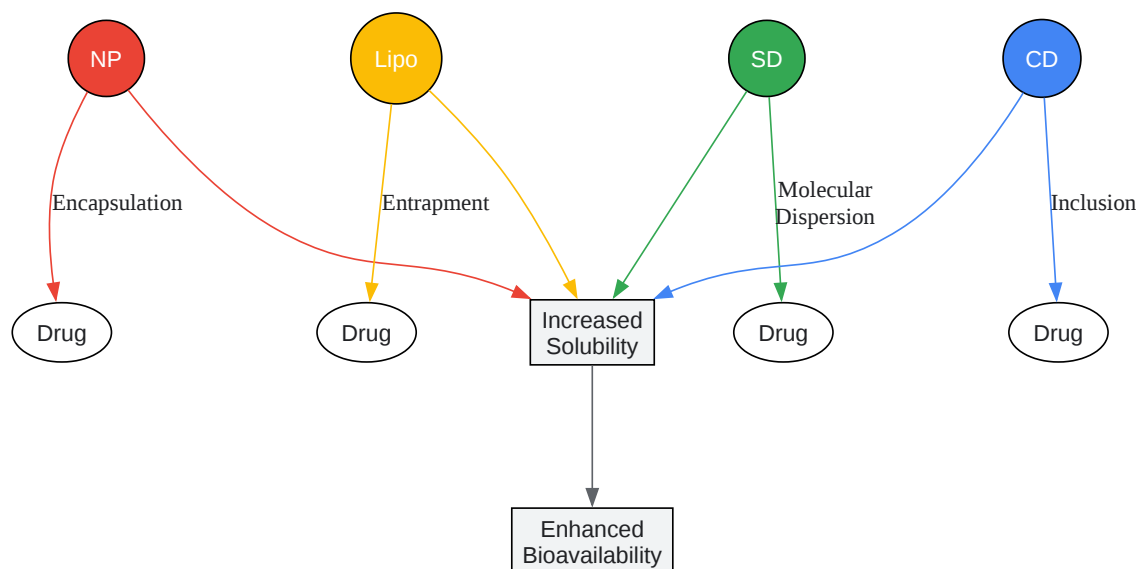 NP
Lipo
SD
CD
Encapsulation
Entrapment
Molecular
Dispersion
Inclusion
Drug
Drug
Increased
Solubility
Drug
Drug
Enhanced
Bioavailability